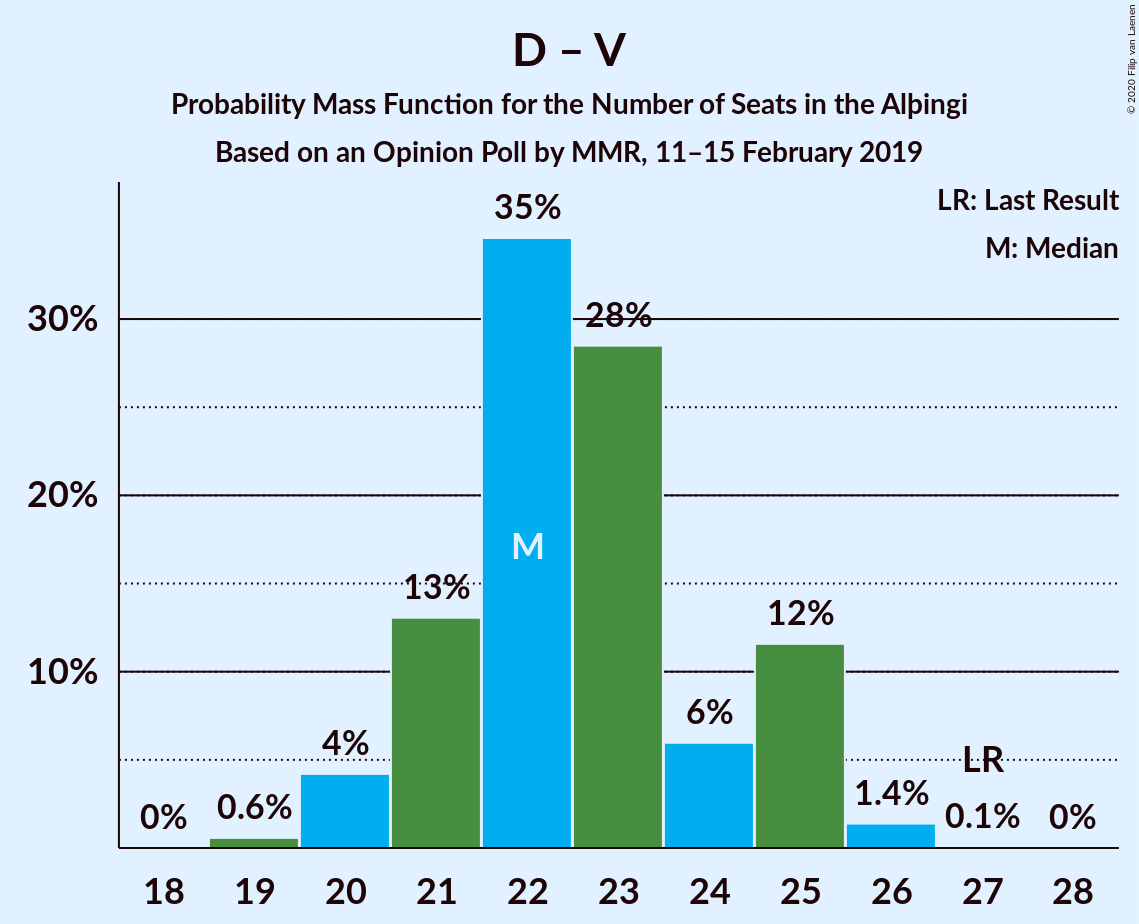 D – V
Probability Mass Function for the Number of Seats in the Alþingi
Based on an Opinion Poll by MMR, 11–15 February 2019
© 2020 Filip van Laenen
LR: Last Result
M: Median
35%
28%
30%
20%
M
13%
12%
10%
6%
4%
LR
1.4%
0.6%
0%
0.1%
0%
18 19 20 21 22 23 24 25 26 27 28